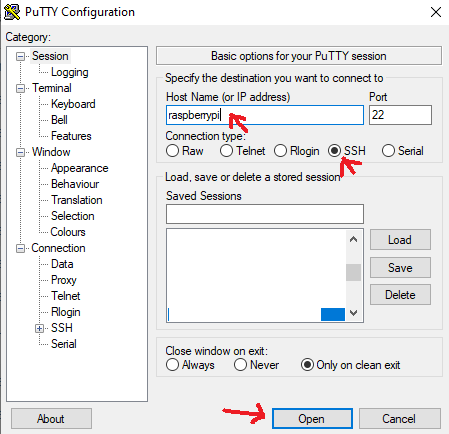 PuTTY Configuration
Category:
Session
Logging
Terminal
Keyboard
Bell
Features
Window
Appearance
Behaviour
Translation
Selection
Colours
Connection
Data
Proxy
Telnet
Rlogin
SSH
Serial
Basic options for your PuTTY session
Specify the destination you want to connect to
Host Name (or IP address) Port
raspberrypi 22
Connection type:
Raw Telnet Rlogin SSH Serial
Load, save or delete a stored session
Saved Sessions
Load
Save
Delete
Close window on exit:
Always Never Only on clean exit
About Open Cancel